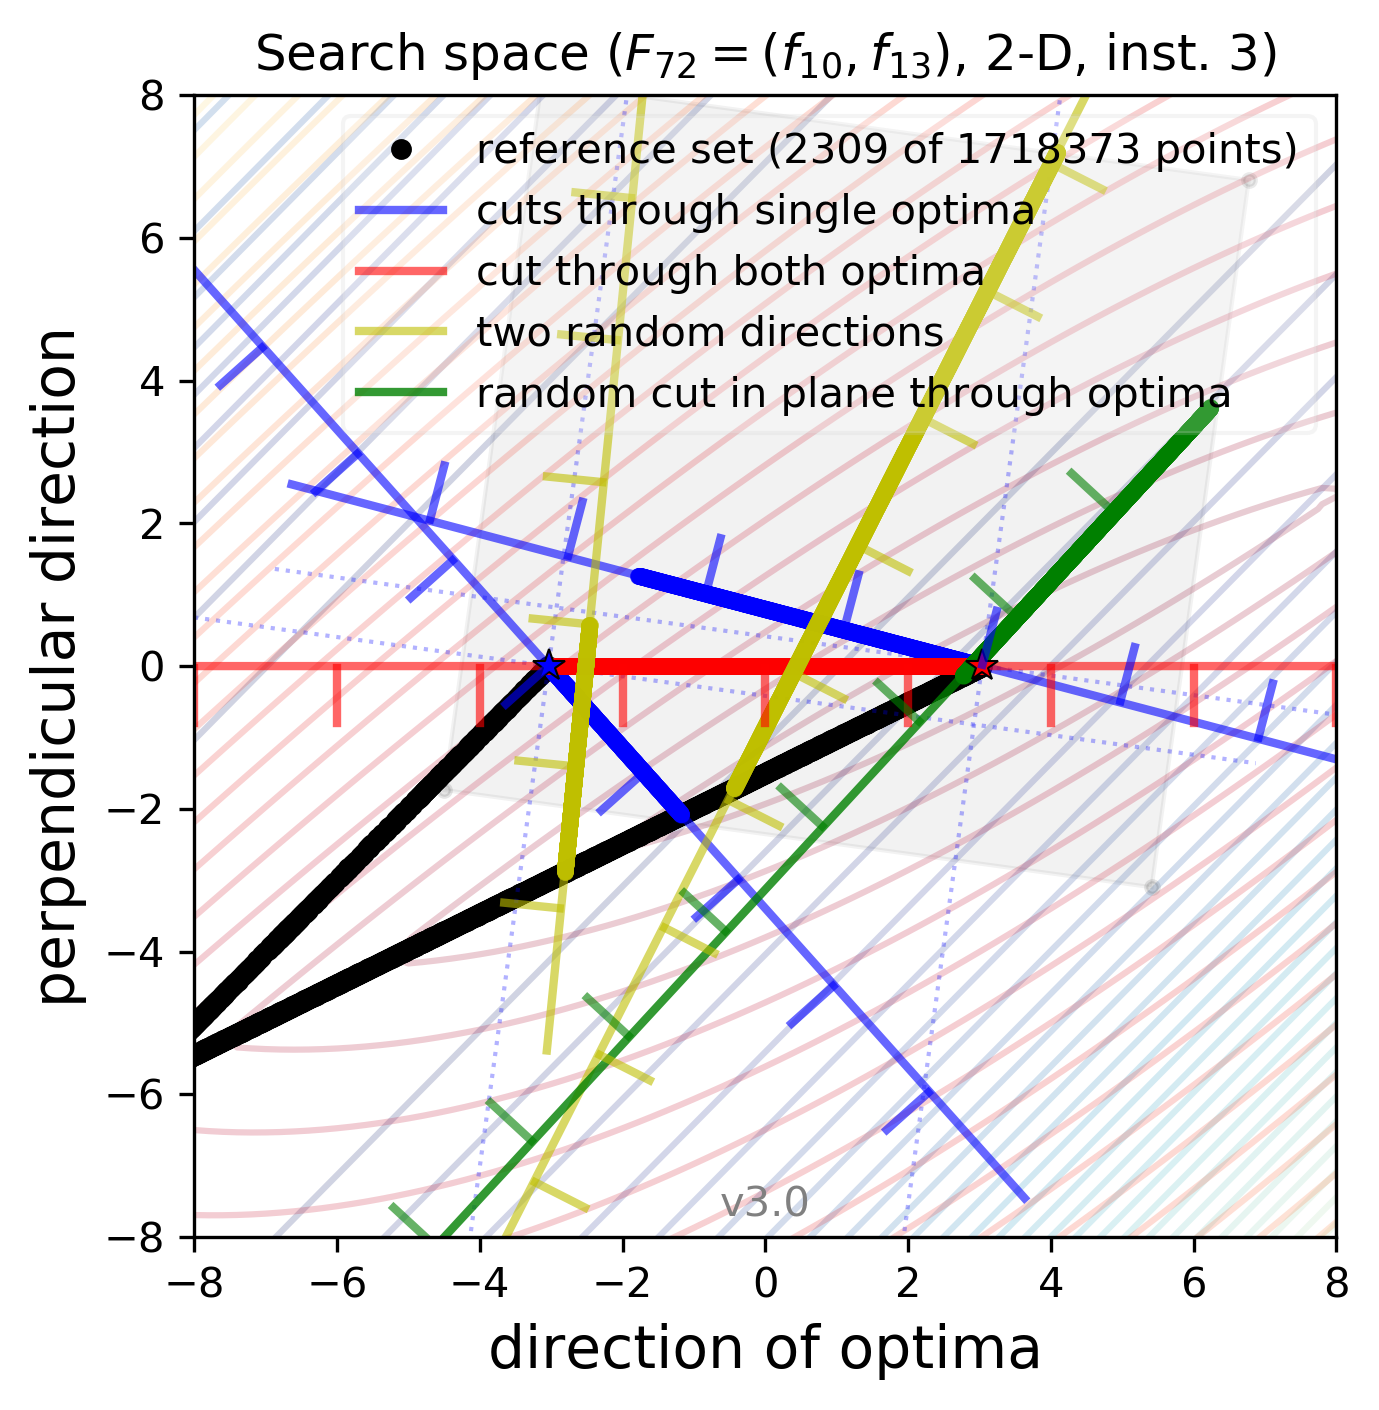 Search space (F₇₂ = (f₁₀, f₁₃), 2-D, inst. 3)
reference set (2309 of 1718373 points)
cuts through single optima
cut through both optima
two random directions
random cut in plane through optima
perpendicular direction
8
6
4
2
0
−2
−4
−6
−8
v3.0
−8 −6 −4 −2 0 2 4 6 8
direction of optima